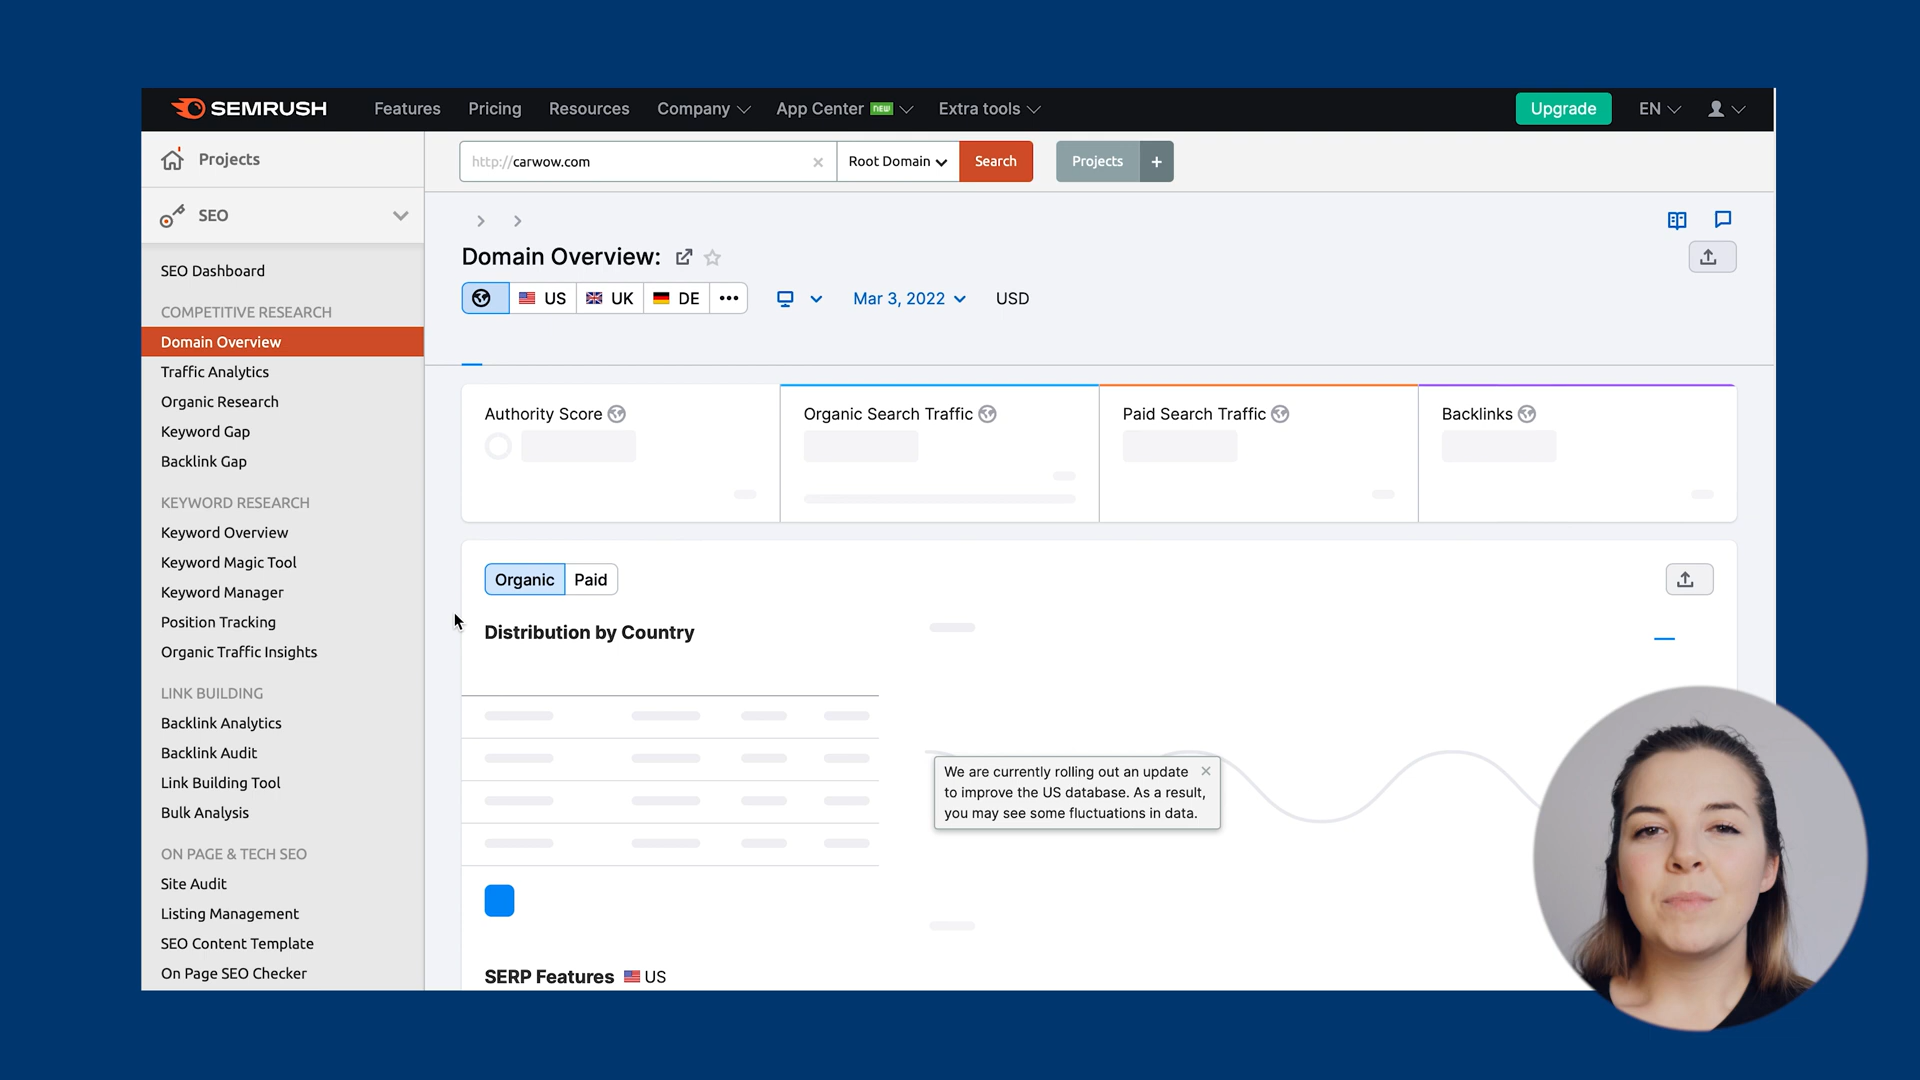 SEMRUSH
Features Pricing Resources Company App Center NEW Extra tools Upgrade EN
Projects
SEO
SEO Dashboard
COMPETITIVE RESEARCH
Domain Overview
Traffic Analytics
Organic Research
Keyword Gap
Backlink Gap
KEYWORD RESEARCH
Keyword Overview
Keyword Magic Tool
Keyword Manager
Position Tracking
Organic Traffic Insights
LINK BUILDING
Backlink Analytics
Backlink Audit
Link Building Tool
Bulk Analysis
ON PAGE & TECH SEO
Site Audit
Listing Management
SEO Content Template
On Page SEO Checker
http://carwow.com Root Domain Search Projects +
Domain Overview:
US UK DE ••• Mar 3, 2022 USD
Authority Score Organic Search Traffic Paid Search Traffic Backlinks
Organic Paid
Distribution by Country
We are currently rolling out an update
to improve the US database. As a result,
you may see some fluctuations in data.
SERP Features US